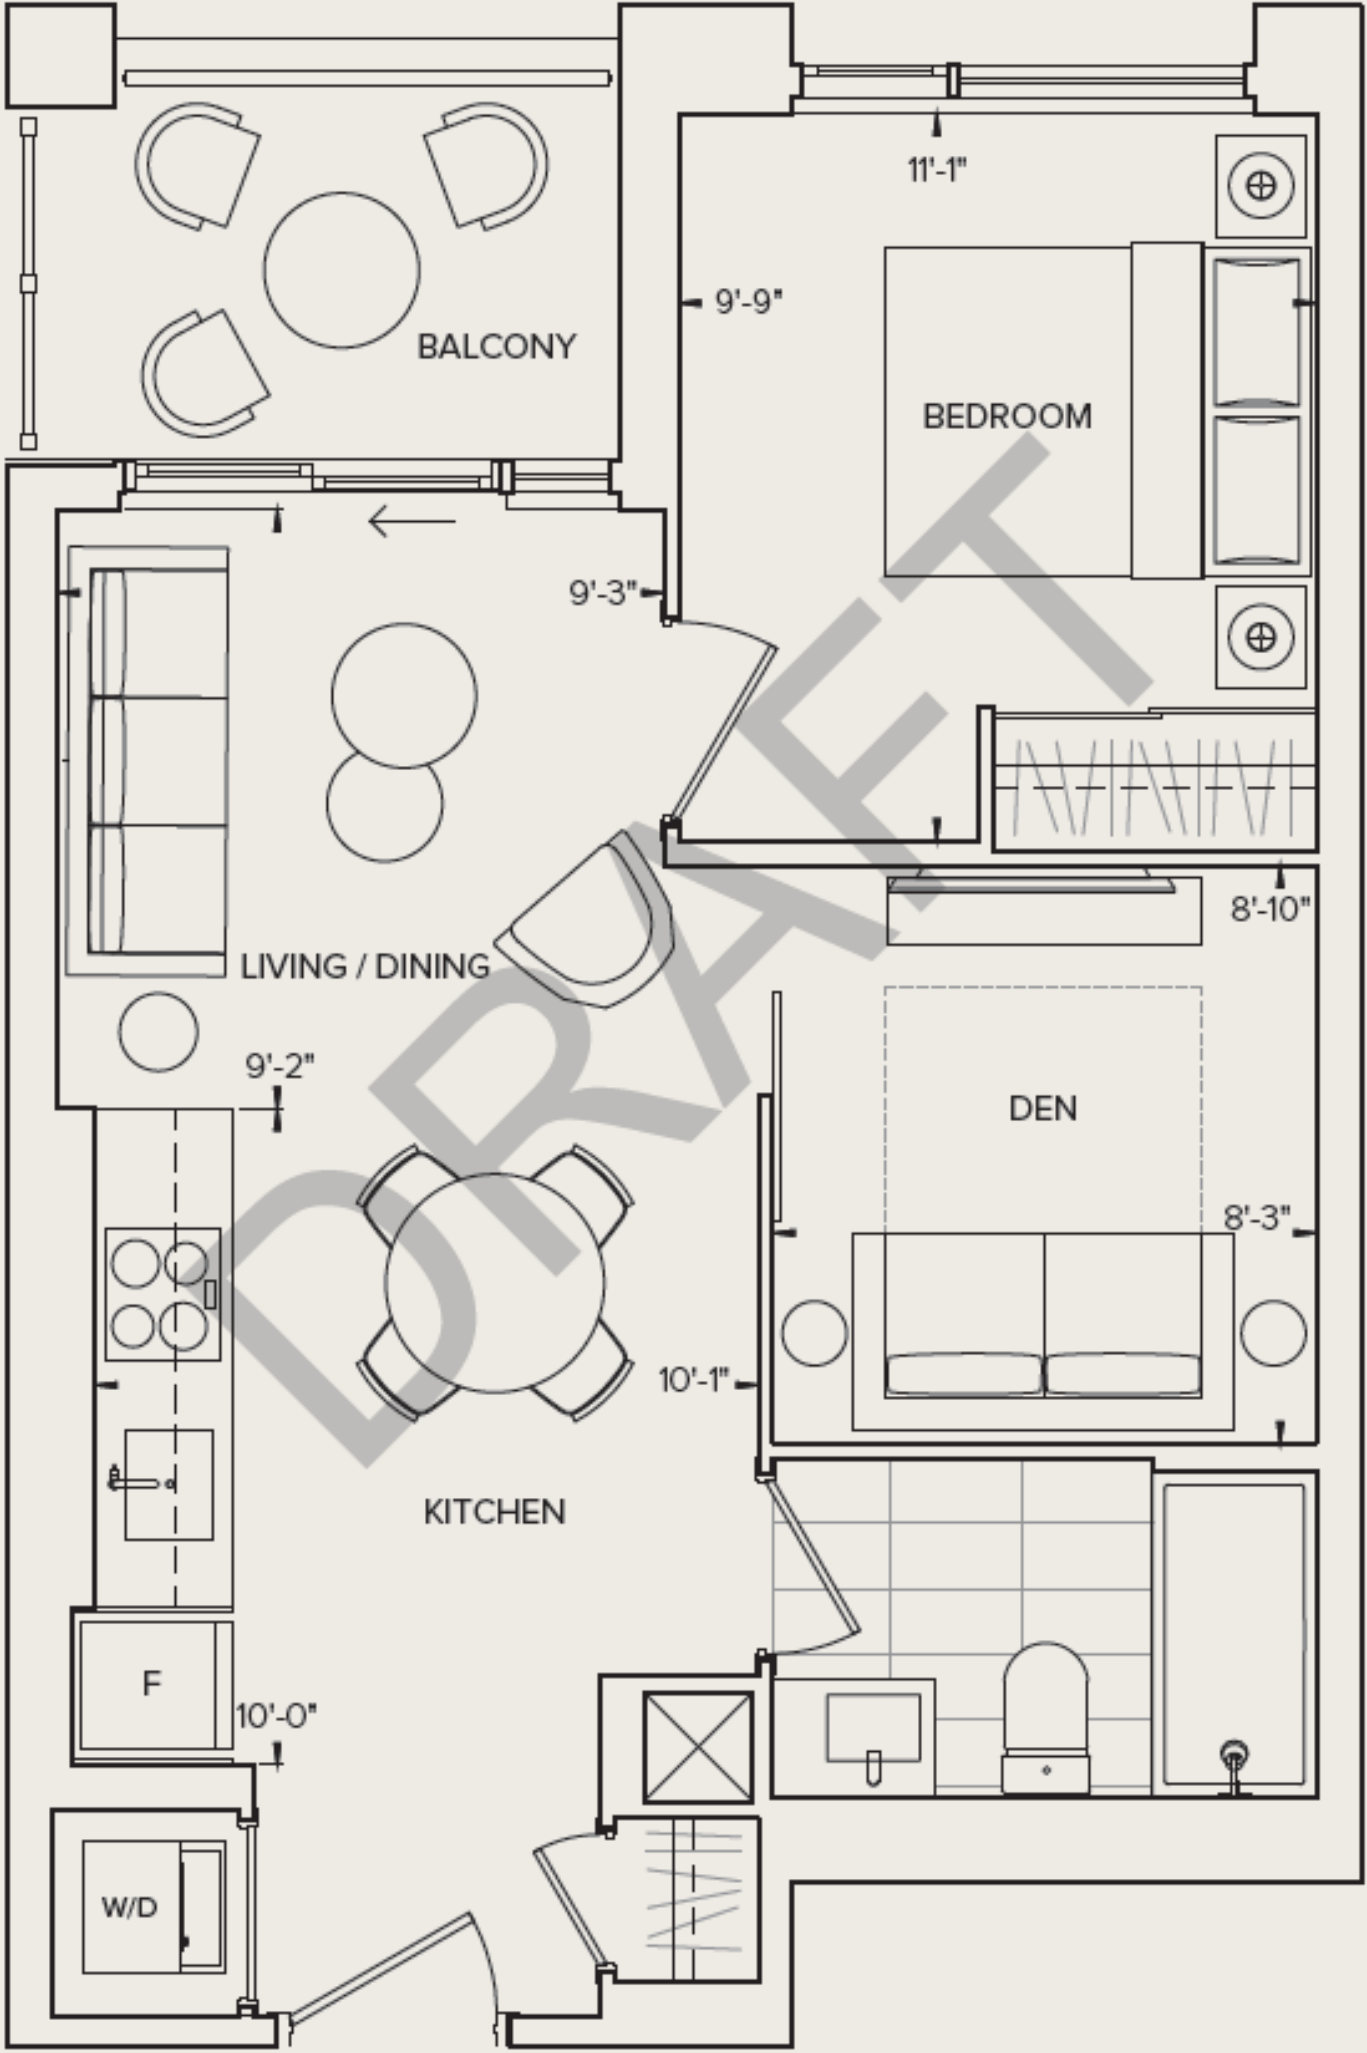 11'-1"
9'-9"
BALCONY
BEDROOM
9'-3"
8'-10"
LIVING / DINING
9'-2"
DEN
8'-3"
10'-1"
KITCHEN
F
10'-0"
W/D
DRAFT